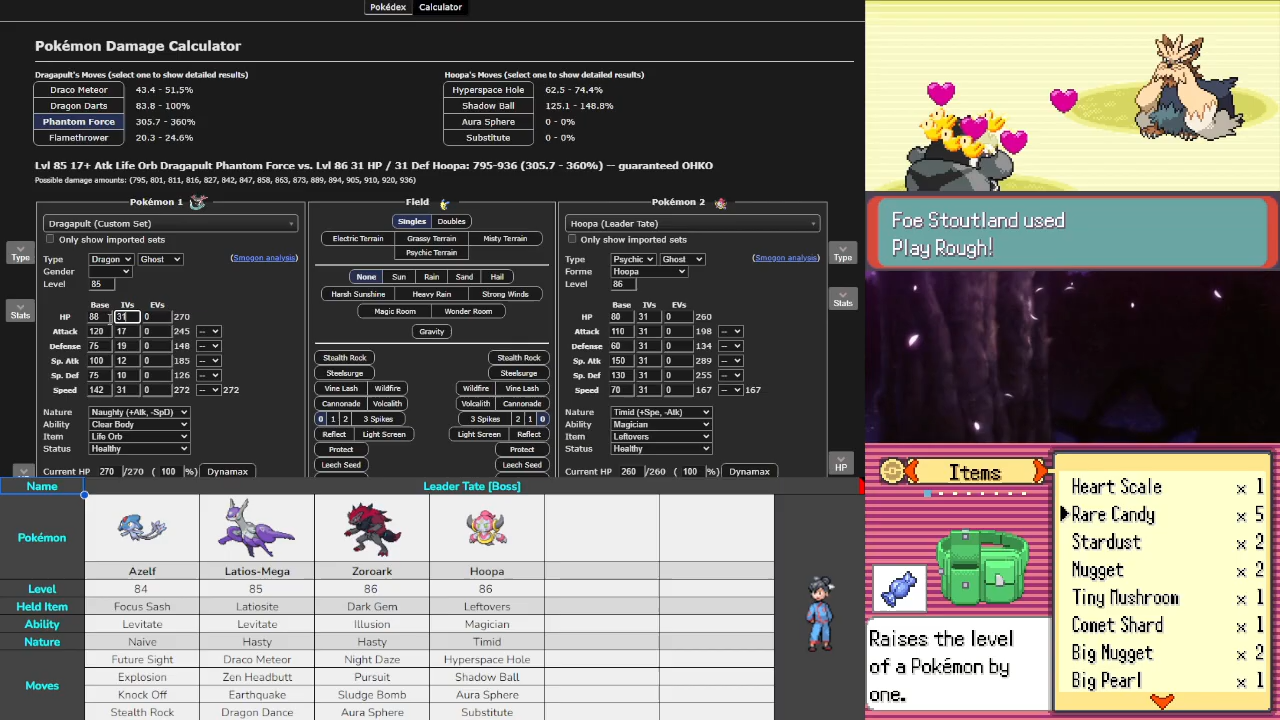 Pokédex Calculator
Pokémon Damage Calculator
Dragapult's Moves (select one to show detailed results)
Draco Meteor 43.4 - 51.5%
Dragon Darts 83.8 - 100%
Phantom Force 305.7 - 360%
Flamethrower 20.3 - 24.6%
Hoopa's Moves (select one to show detailed results)
Hyperspace Hole 62.5 - 74.4%
Shadow Ball 125.1 - 148.8%
Aura Sphere 0 - 0%
Substitute 0 - 0%
Lvl 85 17+ Atk Life Orb Dragapult Phantom Force vs. Lvl 86 31 HP / 31 Def Hoopa: 795-936 (305.7 - 360%) -- guaranteed OHKO
Possible damage amounts: (795, 801, 811, 816, 827, 842, 847, 858, 863, 873, 889, 894, 905, 910, 920, 936)
Pokémon 1
Dragapult (Custom Set)
Only show imported sets
Type Dragon Ghost (Smogon analysis)
Gender
Level 85
Base IVs EVs
HP 88 31 0 270
Attack 120 17 0 245 --
Defense 75 19 0 148 --
Sp. Atk 100 12 0 185 --
Sp. Def 75 10 0 126 --
Speed 142 31 0 272 -- 272
Nature Naughty (+Atk, -SpD)
Ability Clear Body
Item Life Orb
Status Healthy
Current HP 270 /270 ( 100 %) Dynamax
Type
Stats
Field
Singles Doubles
Electric Terrain Grassy Terrain Misty Terrain
Psychic Terrain
None Sun Rain Sand Hail
Harsh Sunshine Heavy Rain Strong Winds
Magic Room Wonder Room
Gravity
Stealth Rock Stealth Rock
Steelsurge Steelsurge
Vine Lash Wildfire Wildfire Vine Lash
Cannonade Volcalith Volcalith Cannonade
0 1 2 3 Spikes 3 Spikes 2 1 0
Reflect Light Screen Light Screen Reflect
Protect Protect
Leech Seed Leech Seed
Pokémon 2
Hoopa (Leader Tate)
Only show imported sets
Type Psychic Ghost (Smogon analysis)
Forme Hoopa
Level 86
Base IVs EVs
HP 80 31 0 260
Attack 110 31 0 198 --
Defense 60 31 0 134 --
Sp. Atk 150 31 0 289 --
Sp. Def 130 31 0 255 --
Speed 70 31 0 167 -- 167
Nature Timid (+Spe, -Atk)
Ability Magician
Item Leftovers
Status Healthy
Current HP 260 /260 ( 100 %) Dynamax
Type
Stats
HP
Name Leader Tate [Boss]
Pokémon Azelf Latios-Mega Zoroark Hoopa
Level 84 85 86 86
Held Item Focus Sash Latiosite Dark Gem Leftovers
Ability Levitate Levitate Illusion Magician
Nature Naive Hasty Hasty Timid
Moves Future Sight Draco Meteor Night Daze Hyperspace Hole
Explosion Zen Headbutt Pursuit Shadow Ball
Knock Off Earthquake Sludge Bomb Aura Sphere
Stealth Rock Dragon Dance Aura Sphere Substitute
Foe Stoutland used
Play Rough!
Items
Heart Scale x 1
Rare Candy x 5
Stardust x 2
Nugget x 2
Tiny Mushroom x 1
Comet Shard x 1
Big Nugget x 2
Big Pearl x 1
Raises the level
of a Pokémon by
one.